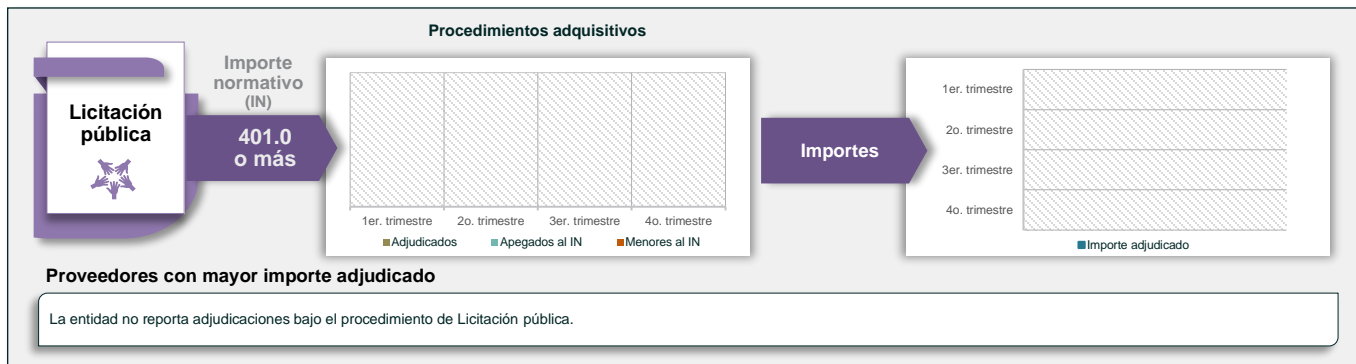 Procedimientos adquisitivos
Licitación
pública
Importe
normativo
(IN)
401.0
o más
1er. trimestre
2o. trimestre
3er. trimestre
4o. trimestre
Adjudicados
Apegados al IN
Menores al IN
Importes
1er. trimestre
2o. trimestre
3er. trimestre
4o. trimestre
Importe adjudicado
Proveedores con mayor importe adjudicado
La entidad no reporta adjudicaciones bajo el procedimiento de Licitación pública.